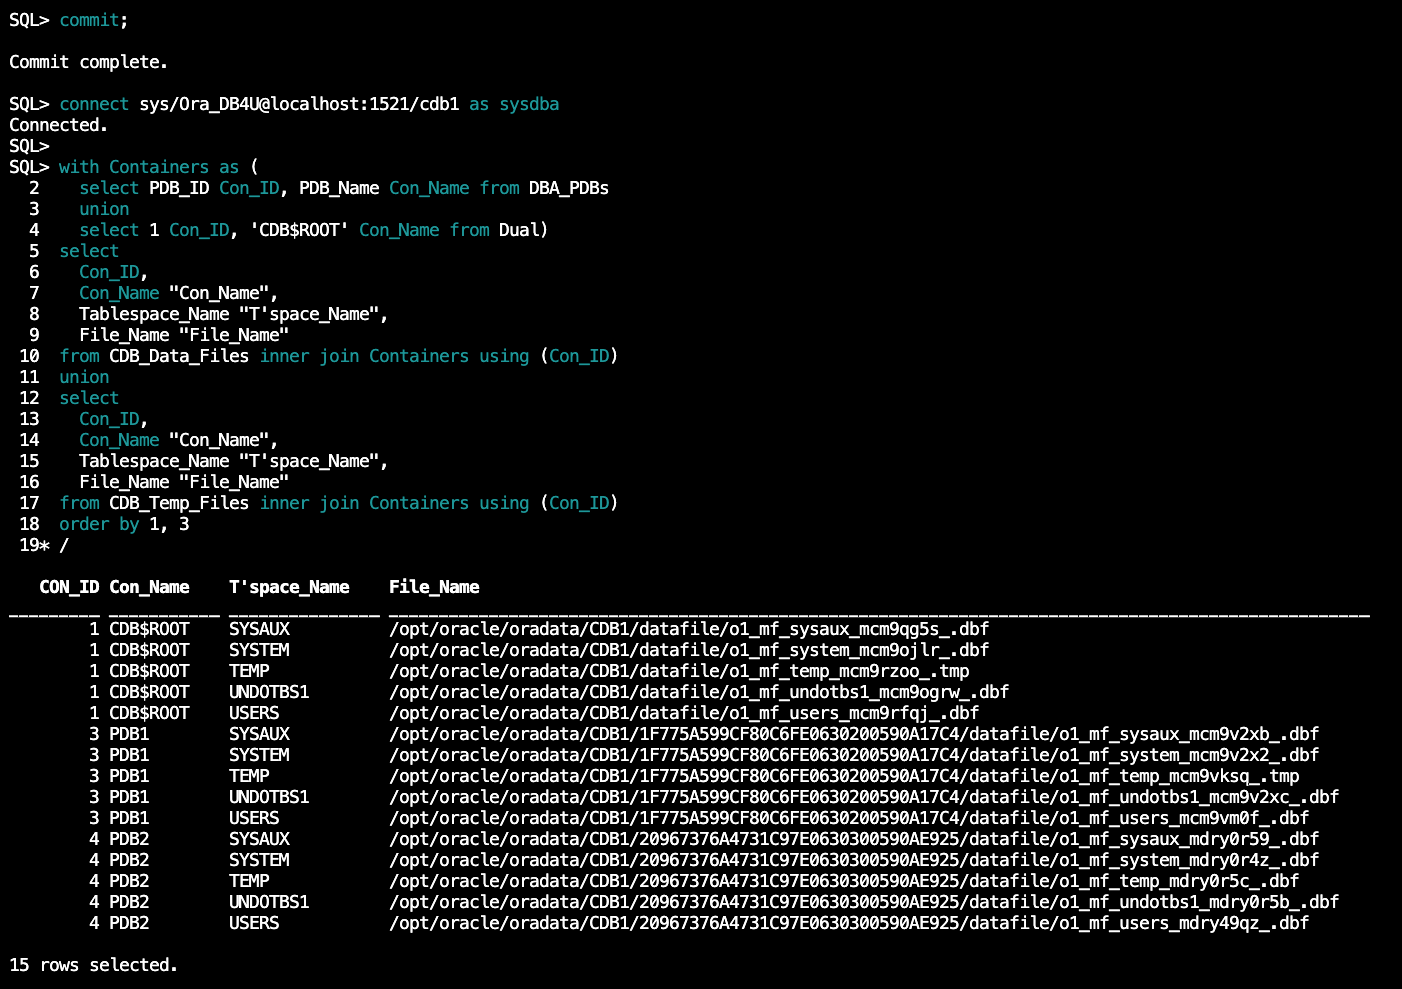 SQL> commit;
Commit complete.
SQL> connect sys/Ora_DB4U@localhost:1521/cdb1 as sysdba
Connected.
SQL>
SQL> with Containers as (
  2    select PDB_ID Con_ID, PDB_Name Con_Name from DBA_PDBs
  3    union
  4    select 1 Con_ID, 'CDB$ROOT' Con_Name from Dual)
  5  select
  6    Con_ID,
  7    Con_Name "Con_Name",
  8    Tablespace_Name "T'space_Name",
  9    File_Name "File_Name"
 10  from CDB_Data_Files inner join Containers using (Con_ID)
 11  union
 12  select
 13    Con_ID,
 14    Con_Name "Con_Name",
 15    Tablespace_Name "T'space_Name",
 16    File_Name "File_Name"
 17  from CDB_Temp_Files inner join Containers using (Con_ID)
 18  order by 1, 3
 19* /
   CON_ID Con_Name    T'space_Name    File_Name
_________ ___________ _______________ __________________________________________________________________________________________________
        1 CDB$ROOT    SYSAUX          /opt/oracle/oradata/CDB1/datafile/o1_mf_sysaux_mcm9qg5s_.dbf
        1 CDB$ROOT    SYSTEM          /opt/oracle/oradata/CDB1/datafile/o1_mf_system_mcm9ojlr_.dbf
        1 CDB$ROOT    TEMP            /opt/oracle/oradata/CDB1/datafile/o1_mf_temp_mcm9rzoo_.tmp
        1 CDB$ROOT    UNDOTBS1        /opt/oracle/oradata/CDB1/datafile/o1_mf_undotbs1_mcm9ogrw_.dbf
        1 CDB$ROOT    USERS           /opt/oracle/oradata/CDB1/datafile/o1_mf_users_mcm9rfqj_.dbf
        3 PDB1        SYSAUX          /opt/oracle/oradata/CDB1/1F775A599CF80C6FE0630200590A17C4/datafile/o1_mf_sysaux_mcm9v2xb_.dbf
        3 PDB1        SYSTEM          /opt/oracle/oradata/CDB1/1F775A599CF80C6FE0630200590A17C4/datafile/o1_mf_system_mcm9v2x2_.dbf
        3 PDB1        TEMP            /opt/oracle/oradata/CDB1/1F775A599CF80C6FE0630200590A17C4/datafile/o1_mf_temp_mcm9vksq_.tmp
        3 PDB1        UNDOTBS1        /opt/oracle/oradata/CDB1/1F775A599CF80C6FE0630200590A17C4/datafile/o1_mf_undotbs1_mcm9v2xc_.dbf
        3 PDB1        USERS           /opt/oracle/oradata/CDB1/1F775A599CF80C6FE0630200590A17C4/datafile/o1_mf_users_mcm9vm0f_.dbf
        4 PDB2        SYSAUX          /opt/oracle/oradata/CDB1/20967376A4731C97E0630300590AE925/datafile/o1_mf_sysaux_mdry0r59_.dbf
        4 PDB2        SYSTEM          /opt/oracle/oradata/CDB1/20967376A4731C97E0630300590AE925/datafile/o1_mf_system_mdry0r4z_.dbf
        4 PDB2        TEMP            /opt/oracle/oradata/CDB1/20967376A4731C97E0630300590AE925/datafile/o1_mf_temp_mdry0r5c_.dbf
        4 PDB2        UNDOTBS1        /opt/oracle/oradata/CDB1/20967376A4731C97E0630300590AE925/datafile/o1_mf_undotbs1_mdry0r5b_.dbf
        4 PDB2        USERS           /opt/oracle/oradata/CDB1/20967376A4731C97E0630300590AE925/datafile/o1_mf_users_mdry49qz_.dbf
15 rows selected.